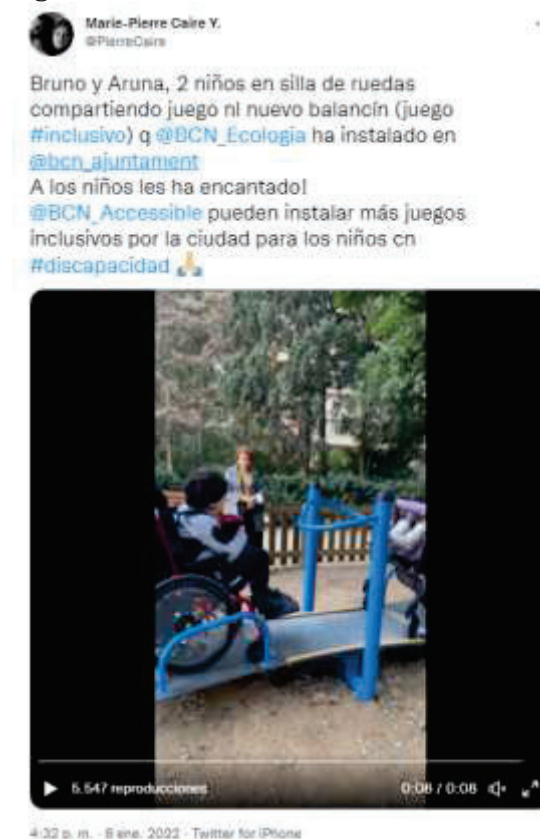 Marie-Pierre Caire Y.
@PierreCaire
Bruno y Aruna, 2 niños en silla de ruedas
compartiendo juego nl nuevo balancín (juego
#inclusivo) q @BCN_Ecologia ha instalado en
@bcn_ajuntament
A los niños les ha encantado!
@BCN_Accessible pueden instalar más juegos
inclusivos por la ciudad para los niños cn
#discapacidad
5.547 reproducciones
0:08 / 0:08
4:32 p. m. · 8 ene. 2022 · Twitter for iPhone